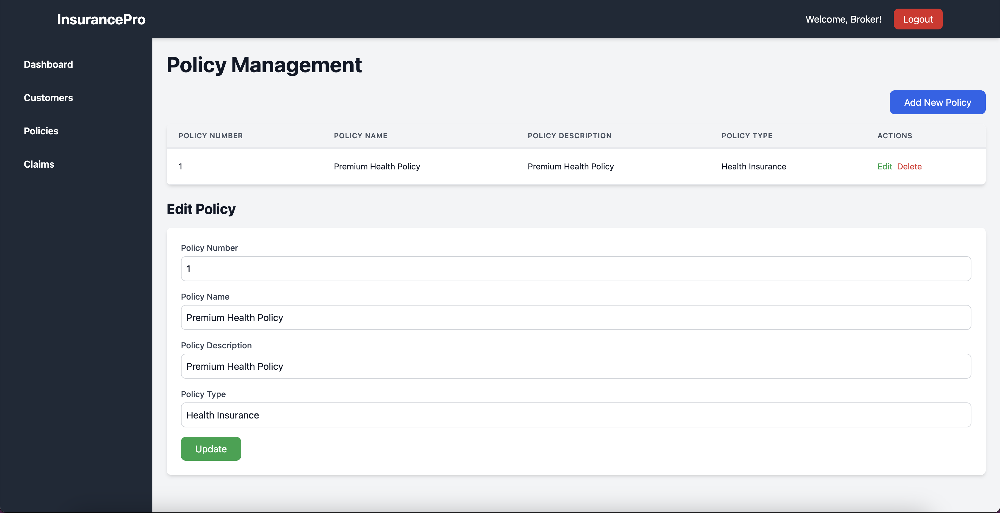 InsurancePro
Welcome, Broker!
Logout
Dashboard
Customers
Policies
Claims
Policy Management
Add New Policy
POLICY NUMBER POLICY NAME POLICY DESCRIPTION POLICY TYPE ACTIONS
1 Premium Health Policy Premium Health Policy Health Insurance Edit Delete
Edit Policy
Policy Number
1
Policy Name
Premium Health Policy
Policy Description
Premium Health Policy
Policy Type
Health Insurance
Update